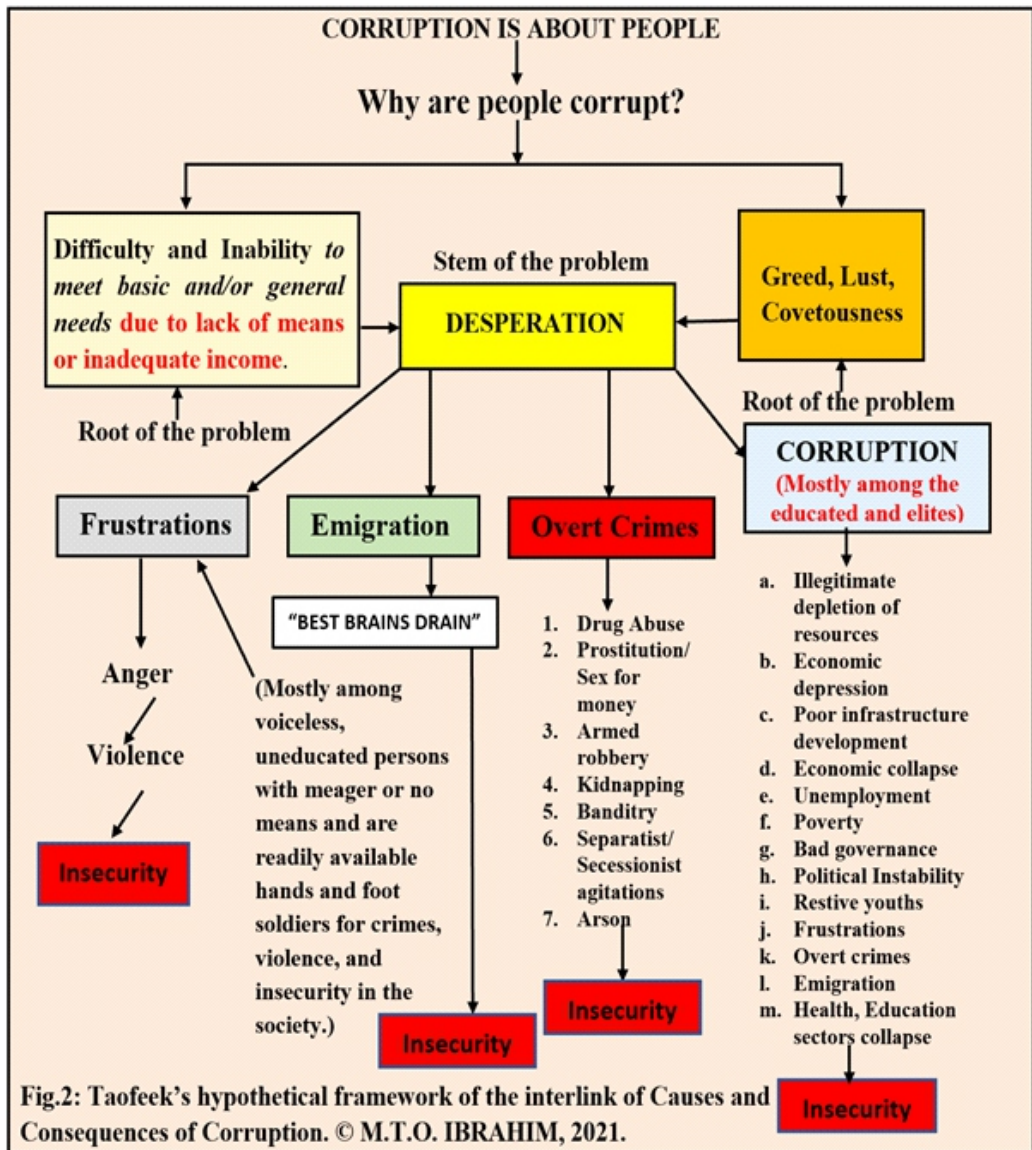 CORRUPTION IS ABOUT PEOPLE
Why are people corrupt?
Difficulty and Inability to
meet basic and/or general
needs due to lack of means
or inadequate income.
Root of the problem
Stem of the problem
DESPERATION
Greed, Lust,
Covetousness
Root of the problem
Frustrations
Anger
Violence
Insecurity
(Mostly among
voiceless,
uneducated persons
with meager or no
means and are
readily available
hands and foot
soldiers for crimes,
violence, and
insecurity in the
society.)
Emigration
“BEST BRAINS DRAIN”
Insecurity
Overt Crimes
1. Drug Abuse
2. Prostitution/
Sex for
money
3. Armed
robbery
4. Kidnapping
5. Banditry
6. Separatist/
Secessionist
agitations
7. Arson
Insecurity
CORRUPTION
(Mostly among the
educated and elites)
a. Illegitimate
depletion of
resources
b. Economic
depression
c. Poor infrastructure
development
d. Economic collapse
e. Unemployment
f. Poverty
g. Bad governance
h. Political Instability
i. Restive youths
j. Frustrations
k. Overt crimes
l. Emigration
m. Health, Education
sectors collapse
Insecurity
Fig.2: Taofeek’s hypothetical framework of the interlink of Causes and
Consequences of Corruption. © M.T.O. IBRAHIM, 2021.